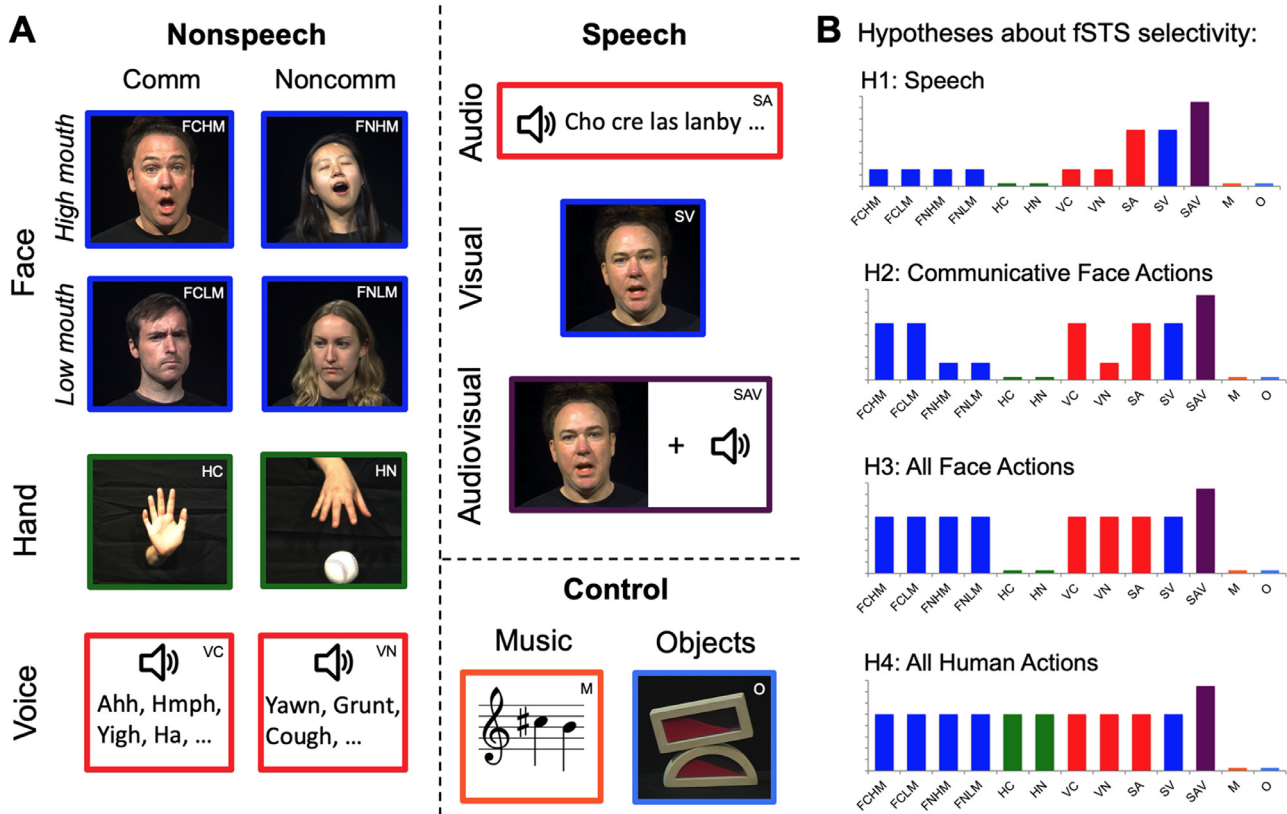 A
Nonspeech
Comm
Noncomm
Face
High mouth
FCHM
FNHM
Low mouth
FCLM
FNLM
Hand
HC
HN
Voice
VC
Ahh, Hmph,
Yigh, Ha, ...
VN
Yawn, Grunt,
Cough, ...
Speech
Audio
SA
Cho cre las lanby ...
Visual
SV
Audiovisual
SAV
+
Control
Music
Objects
M
O
B Hypotheses about fSTS selectivity:
H1: Speech
FCHM FCLM FNHM FNLM HC HN VC VN SA SV SAV M O
H2: Communicative Face Actions
FCHM FCLM FNHM FNLM HC HN VC VN SA SV SAV M O
H3: All Face Actions
FCHM FCLM FNHM FNLM HC HN VC VN SA SV SAV M O
H4: All Human Actions
FCHM FCLM FNHM FNLM HC HN VC VN SA SV SAV M O